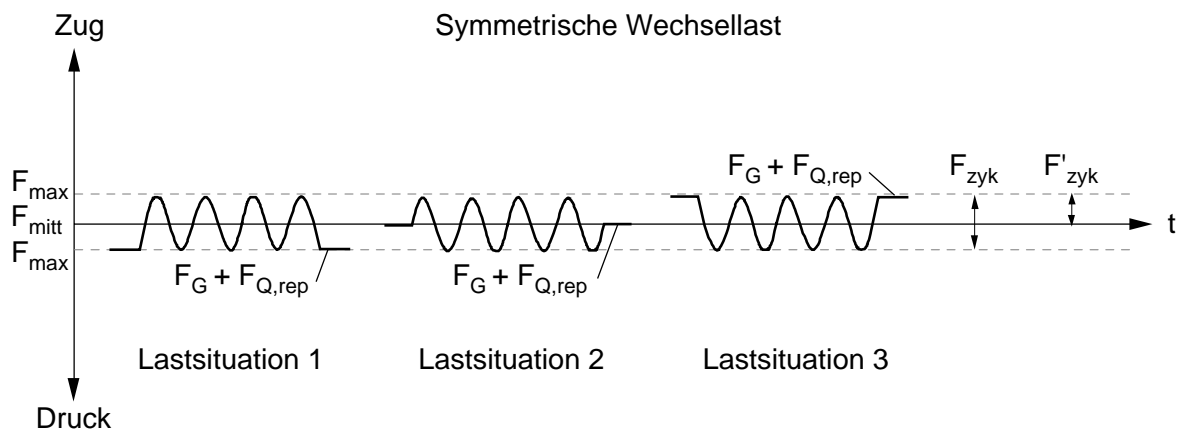 Zug
Symmetrische Wechsellast
F_G + F_Q,rep
F_zyk
F'_zyk
F_max
F_mitt
t
F_max
F_G + F_Q,rep
F_G + F_Q,rep
Lastsituation 1
Lastsituation 2
Lastsituation 3
Druck